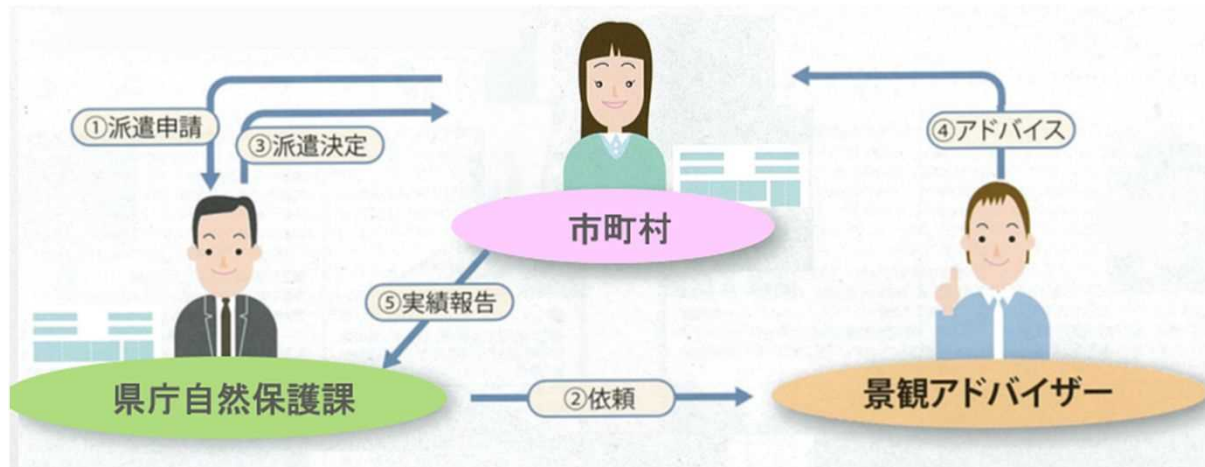 ①派遣申請
③派遣決定
④アドバイス
市町村
⑤実績報告
県庁自然保護課
②依頼
景観アドバイザー